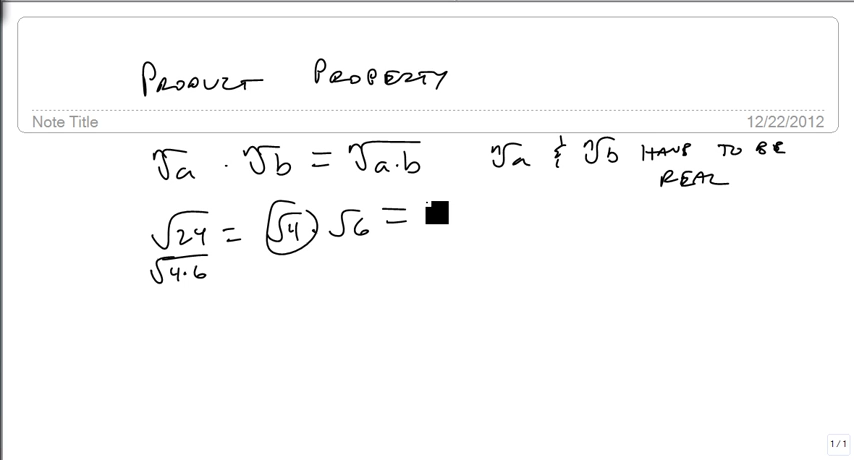 PRODUCT PROPERTY
Note Title 12/22/2012
ⁿ√a · ⁿ√b = ⁿ√a·b ⁿ√a & ⁿ√b HAVE TO BE
REAL
√24 = √4 · √6 =
√4·6
1 / 1